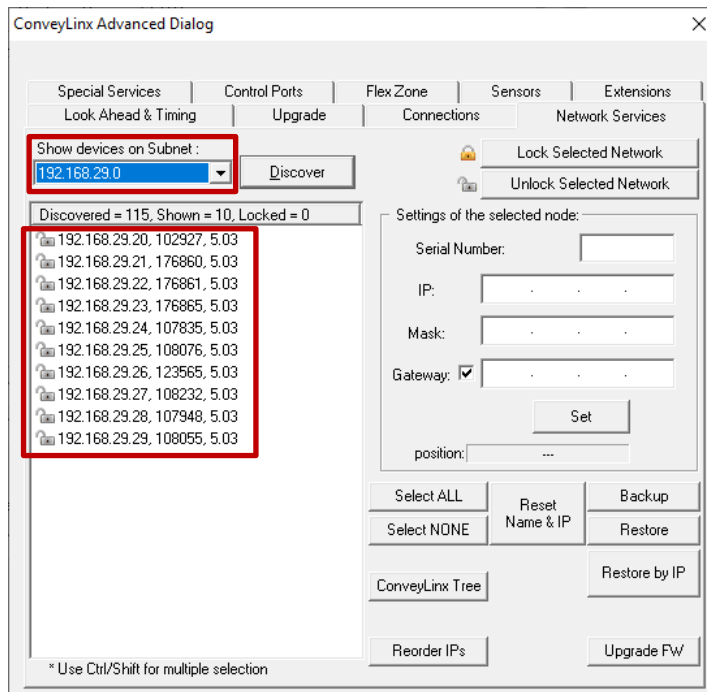 ConveyLinx Advanced Dialog
Special Services
Control Ports
Flex Zone
Sensors
Extensions
Look Ahead & Timing
Upgrade
Connections
Network Services
Show devices on Subnet :
192.168.29.0
Discover
Lock Selected Network
Unlock Selected Network
Discovered = 115, Shown = 10, Locked = 0
192.168.29.20, 102927, 5.03
192.168.29.21, 176860, 5.03
192.168.29.22, 176861, 5.03
192.168.29.23, 176865, 5.03
192.168.29.24, 107835, 5.03
192.168.29.25, 108076, 5.03
192.168.29.26, 123565, 5.03
192.168.29.27, 108232, 5.03
192.168.29.28, 107948, 5.03
192.168.29.29, 108055, 5.03
* Use Ctrl/Shift for multiple selection
Settings of the selected node:
Serial Number:
IP:
Mask:
Gateway:
Set
position:
---
Select ALL
Reset
Name & IP
Backup
Select NONE
Restore
ConveyLinx Tree
Restore by IP
Reorder IPs
Upgrade FW